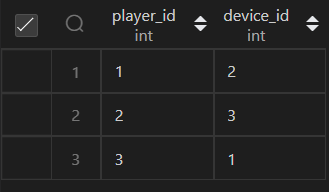 player_id device_id
int int
1 1 2
2 2 3
3 3 1